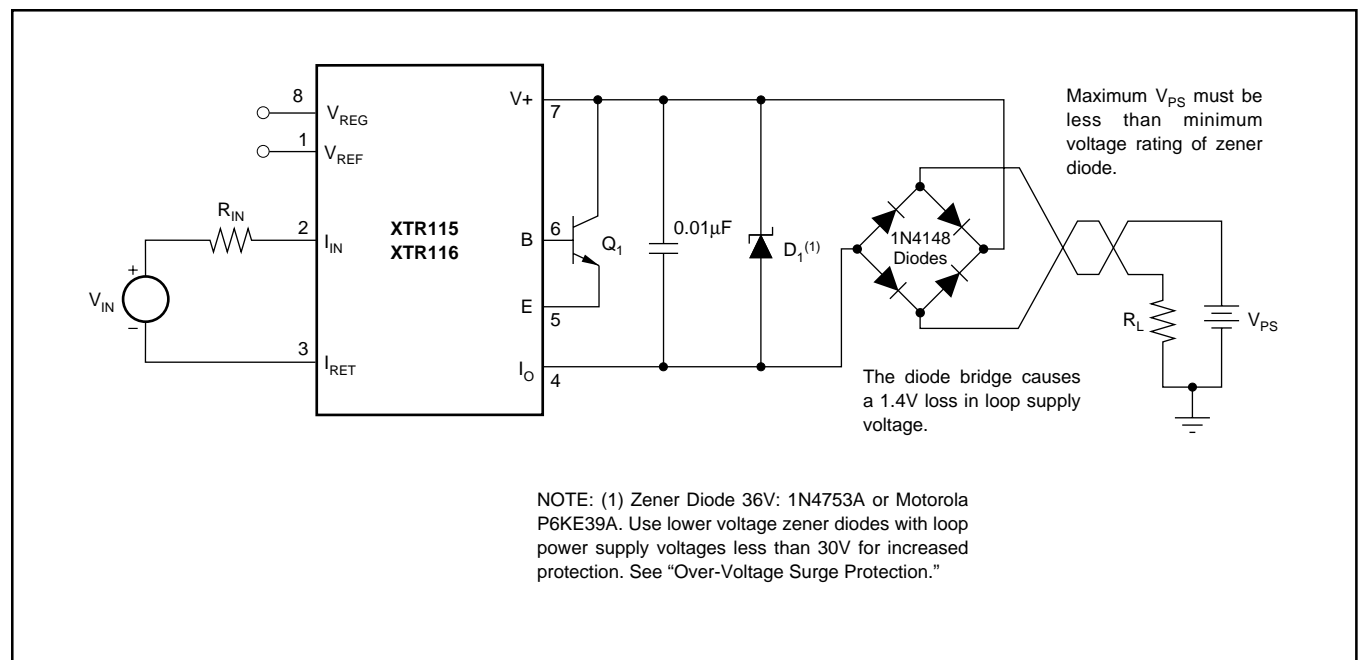 8
V_REG
1
V_REF
R_IN
2
I_IN
+
V_IN
−
3
I_RET
XTR115
XTR116
V+
7
6
B
Q_1
E
5
I_O
4
0.01µF
D_1^(1)
1N4148
Diodes
Maximum V_PS must be
less than minimum
voltage rating of zener
diode.
R_L
V_PS
The diode bridge causes
a 1.4V loss in loop supply
voltage.
NOTE: (1) Zener Diode 36V: 1N4753A or Motorola
P6KE39A. Use lower voltage zener diodes with loop
power supply voltages less than 30V for increased
protection. See “Over-Voltage Surge Protection.”